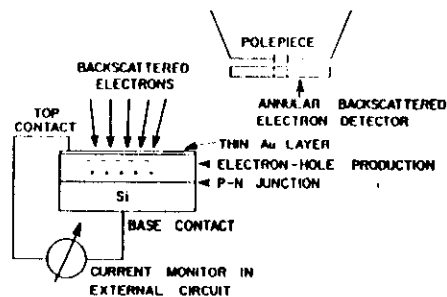 POLEPIECE
BACKSCATTERED
ELECTRONS
ANNULAR BACKSCATTERED
ELECTRON DETECTOR
TOP
CONTACT
THIN Au LAYER
ELECTRON-HOLE PRODUCTION
P-N JUNCTION
Si
BASE CONTACT
CURRENT MONITOR IN
EXTERNAL CIRCUIT